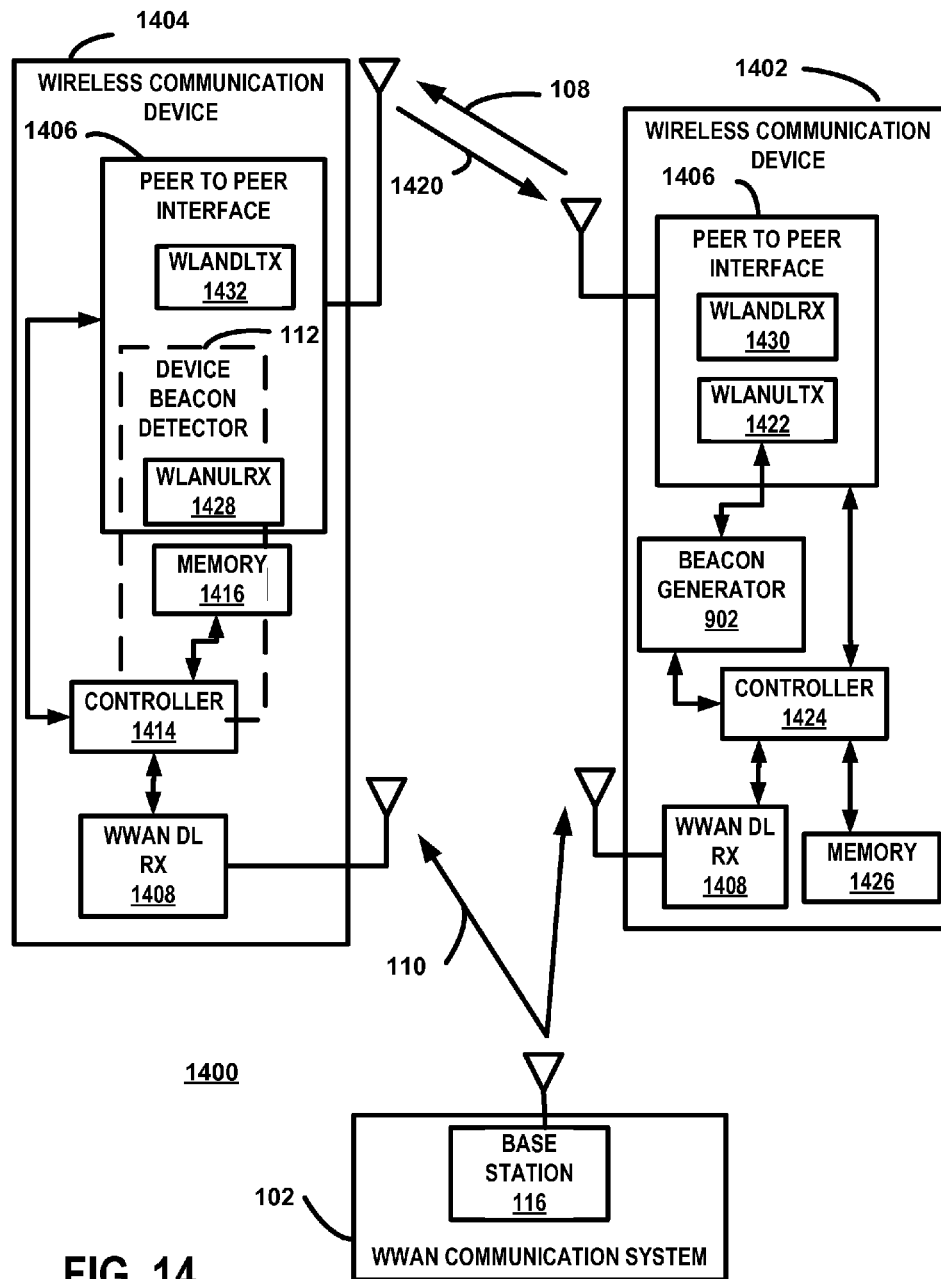 1404
WIRELESS COMMUNICATION
DEVICE
1406
PEER TO PEER
INTERFACE
WLANDLTX
1432
112
DEVICE
BEACON
DETECTOR
WLANULRX
1428
MEMORY
1416
CONTROLLER
1414
WWAN DL
RX
1408
108
1420
1402
WIRELESS COMMUNICATION
DEVICE
1406
PEER TO PEER
INTERFACE
WLANDLRX
1430
WLANULTX
1422
BEACON
GENERATOR
902
CONTROLLER
1424
WWAN DL
RX
1408
MEMORY
1426
110
1400
BASE
STATION
116
102
WWAN COMMUNICATION SYSTEM
FIG. 14